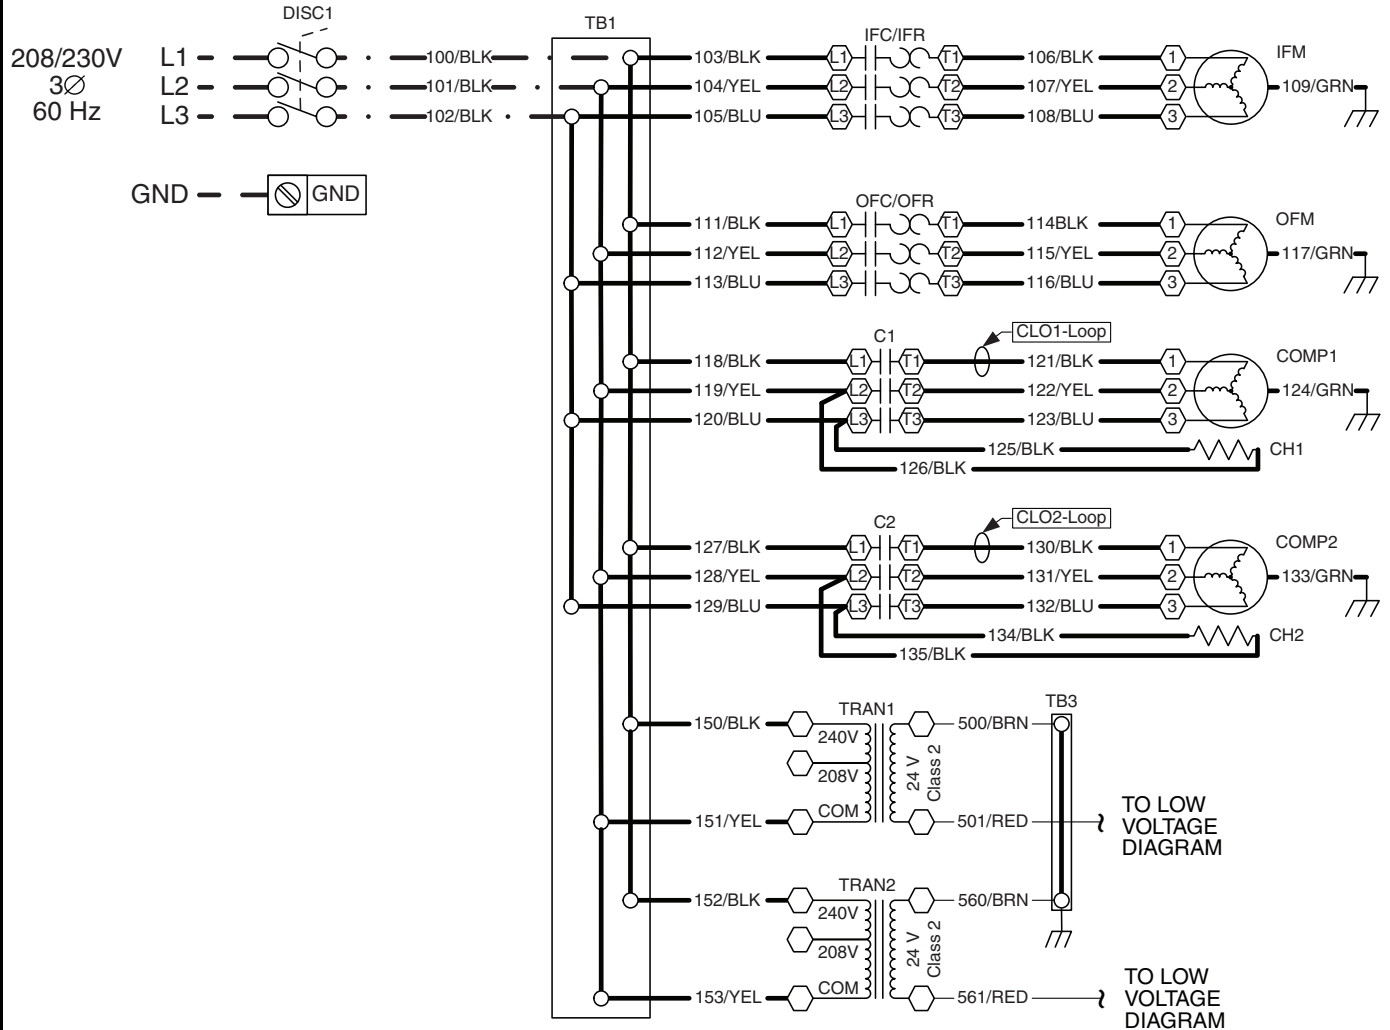 DISC1
TB1
208/230V
3Ø
60 Hz
L1 100/BLK 103/BLK L1 IFC/IFR T1 106/BLK 1 IFM
L2 101/BLK 104/YEL L2 T2 107/YEL 2 109/GRN
L3 102/BLK 105/BLU L3 T3 108/BLU 3
GND GND
OFC/OFR
111/BLK L1 T1 114BLK 1 OFM
112/YEL L2 T2 115/YEL 2 117/GRN
113/BLU L3 T3 116/BLU 3
C1 CLO1-Loop
118/BLK L1 T1 121/BLK 1 COMP1
119/YEL L2 T2 122/YEL 2 124/GRN
120/BLU L3 T3 123/BLU 3
125/BLK CH1
126/BLK
C2 CLO2-Loop
127/BLK L1 T1 130/BLK 1 COMP2
128/YEL L2 T2 131/YEL 2 133/GRN
129/BLU L3 T3 132/BLU 3
134/BLK CH2
135/BLK
TRAN1 TB3
150/BLK 240V 500/BRN
208V 24 V
Class 2
151/YEL COM 501/RED
TO LOW
VOLTAGE
DIAGRAM
TRAN2
152/BLK 240V 560/BRN
208V 24 V
Class 2
153/YEL COM 561/RED
TO LOW
VOLTAGE
DIAGRAM